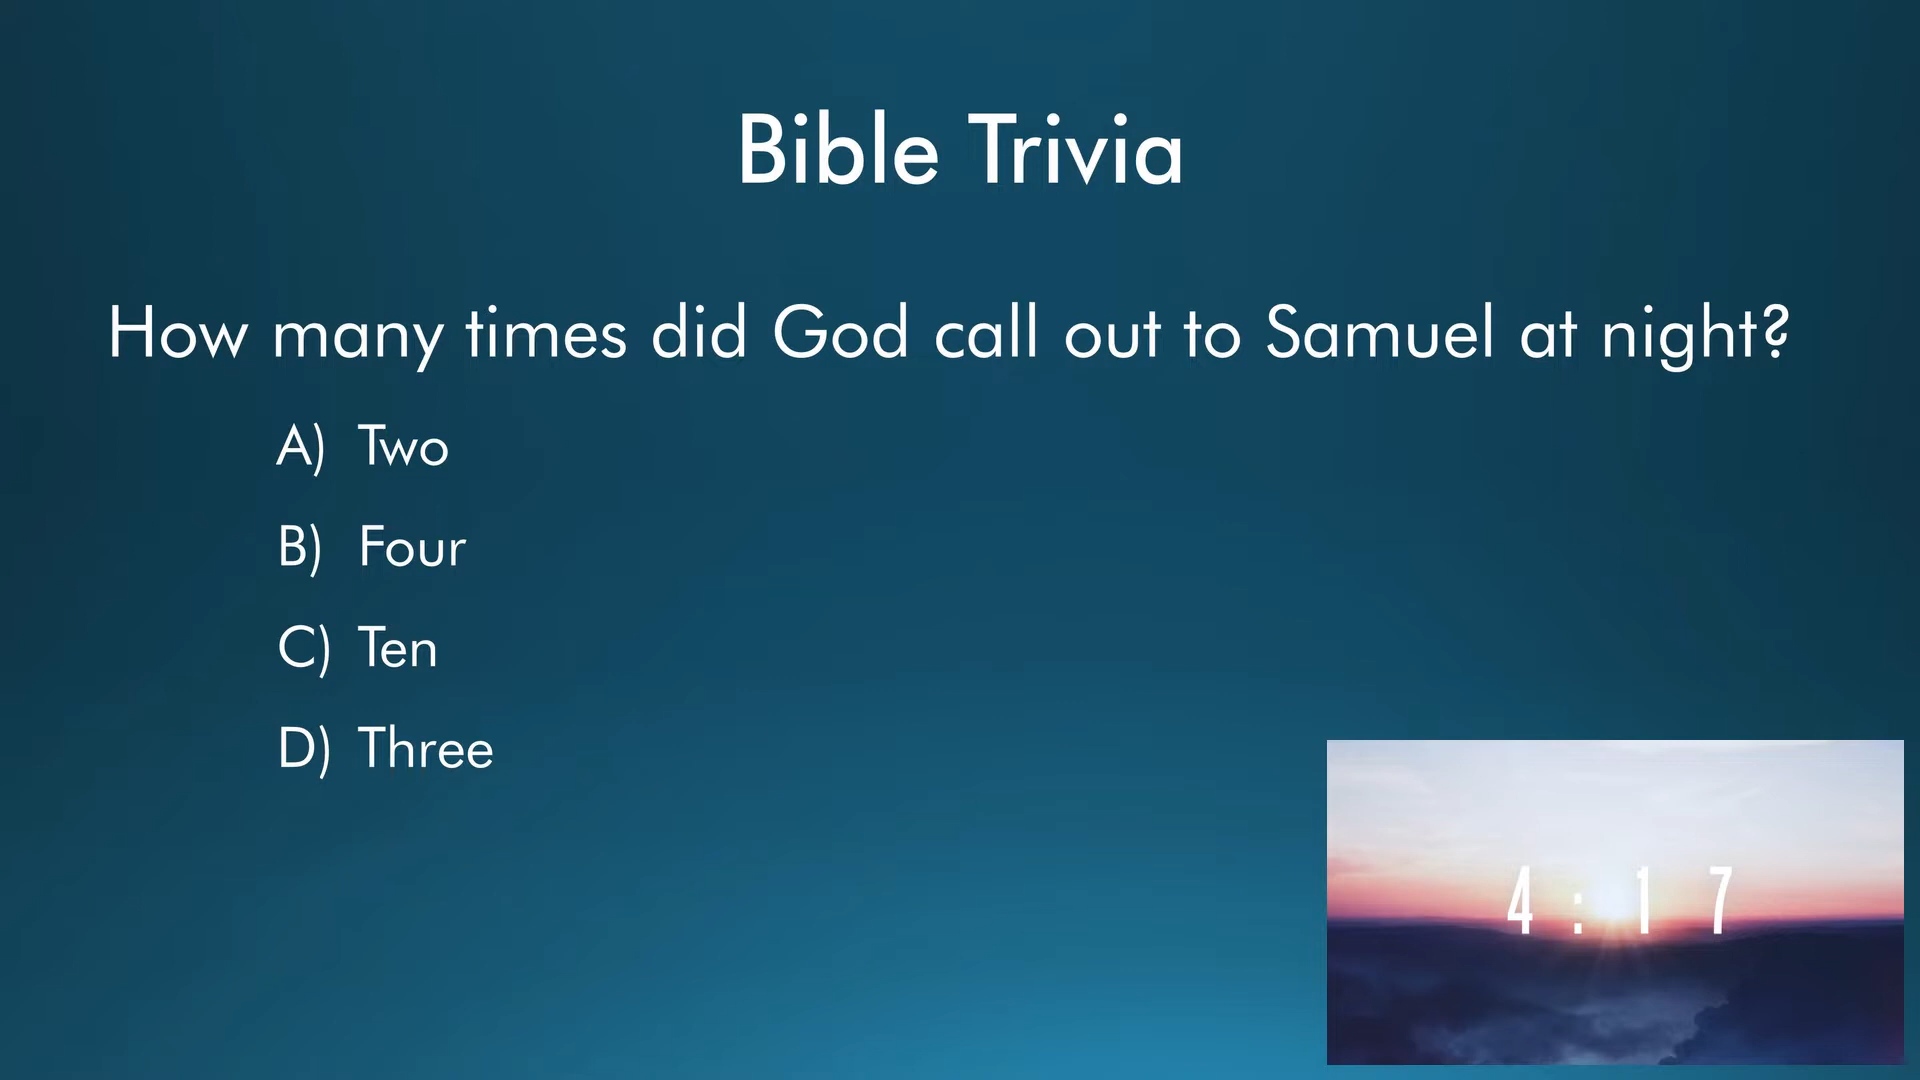 Bible Trivia
How many times did God call out to Samuel at night?
A) Two
B) Four
C) Ten
D) Three
4 : 1 7